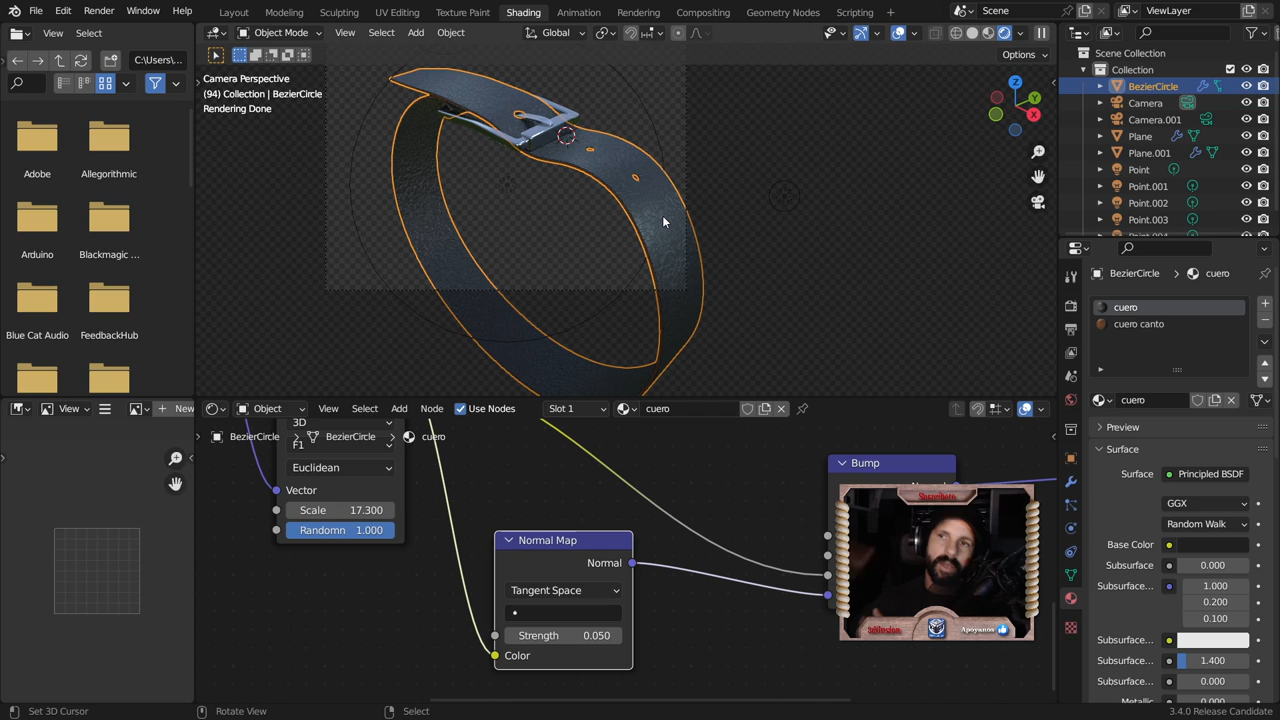 File Edit Render Window Help
Layout Modeling Sculpting UV Editing Texture Paint Shading Animation Rendering Compositing Geometry Nodes Scripting
Scene
ViewLayer
View Select
Object Mode
View Select Add Object
Global
C:\Users\...
Options
Camera Perspective
(94) Collection | BezierCircle
Rendering Done
Adobe
Allegorithmic
Arduino
Blackmagic ...
Blue Cat Audio
FeedbackHub
Z
Y
X
Scene Collection
Collection
BezierCircle
Camera
Camera.001
Plane
Plane.001
Point
Point.001
Point.002
Point.003
BezierCircle
cuero
cuero
cuero canto
cuero
Preview
Surface
Surface
Principled BSDF
GGX
Random Walk
Base Color
Subsurface
0.000
Subsurface...
1.000
0.200
0.100
Subsurface...
Subsurface...
1.400
Subsurface...
0.000
Metallic
0.000
View
New
Object
View Select Add Node
Use Nodes
Slot 1
cuero
BezierCircle
BezierCircle
cuero
3D
F1
Euclidean
Vector
Scale 17.300
Randomn 1.000
Normal Map
Normal
Tangent Space
Strength 0.050
Color
Bump
Suscribete
Apoyanos
Set 3D Cursor
Rotate View
Select
3.4.0 Release Candidate